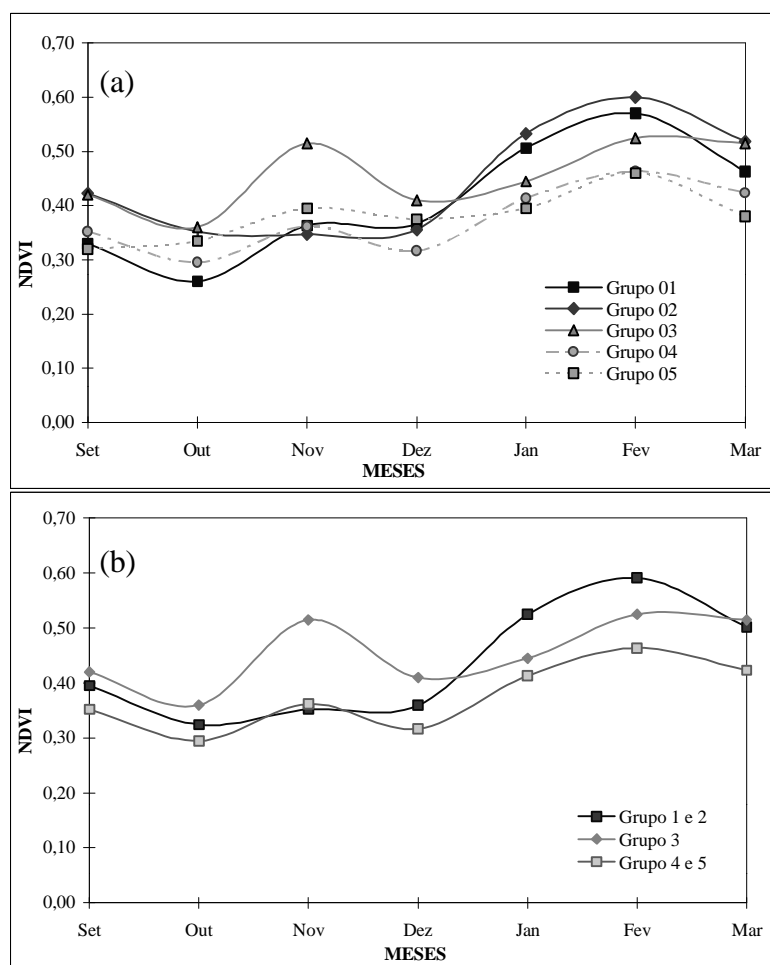 (a)
0,70
0,60
0,50
0,40
0,30
0,20
0,10
0,00
NDVI
Grupo 01
Grupo 02
Grupo 03
Grupo 04
Grupo 05
Set Out Nov Dez Jan Fev Mar
MESES
(b)
0,70
0,60
0,50
0,40
0,30
0,20
0,10
0,00
NDVI
Grupo 1 e 2
Grupo 3
Grupo 4 e 5
Set Out Nov Dez Jan Fev Mar
MESES